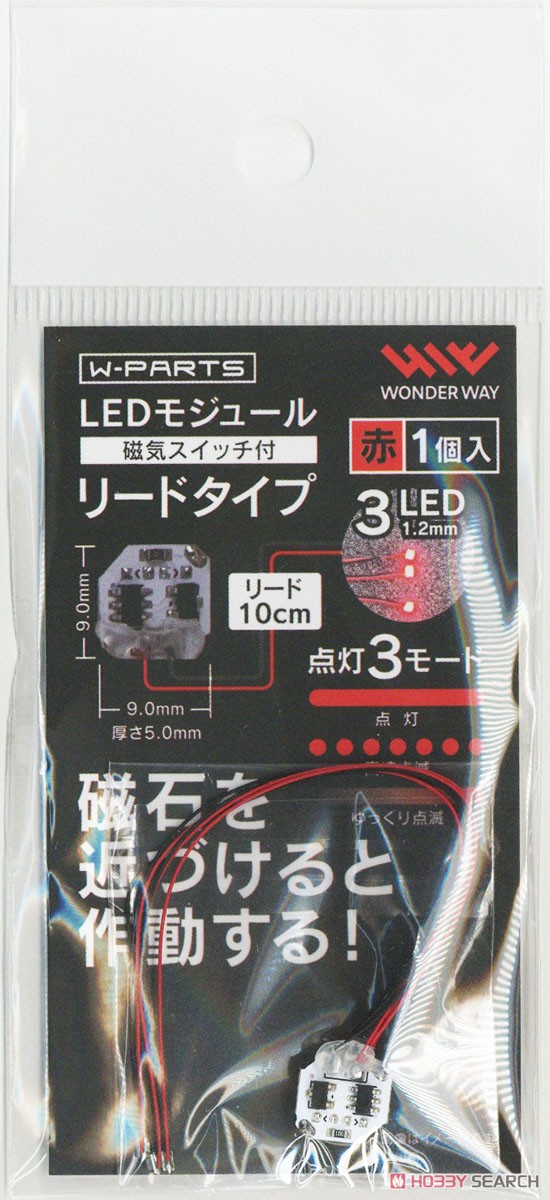 W-PARTS
WONDER WAY
LEDモジュール
磁気スイッチ付
リードタイプ
赤 1個入
3LED
1.2mm
9.0mm
リード
10cm
9.0mm
厚さ5.0mm
点灯3モード
点灯
点滅
ゆっくり点滅
磁石を
近づけると
作動する!
HOBBY SEARCH